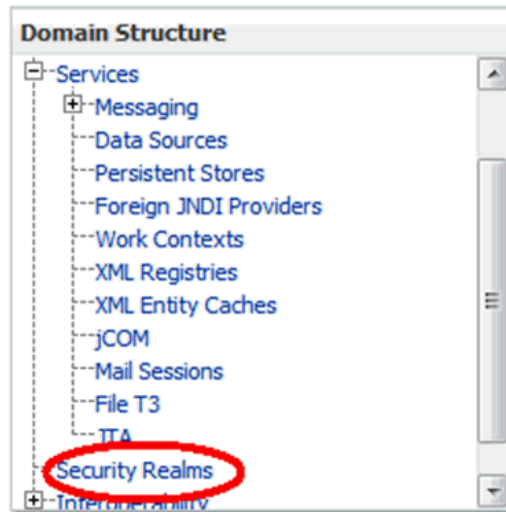 Domain Structure
Services
Messaging
Data Sources
Persistent Stores
Foreign JNDI Providers
Work Contexts
XML Registries
XML Entity Caches
jCOM
Mail Sessions
File T3
JTA
Security Realms
Interoperability